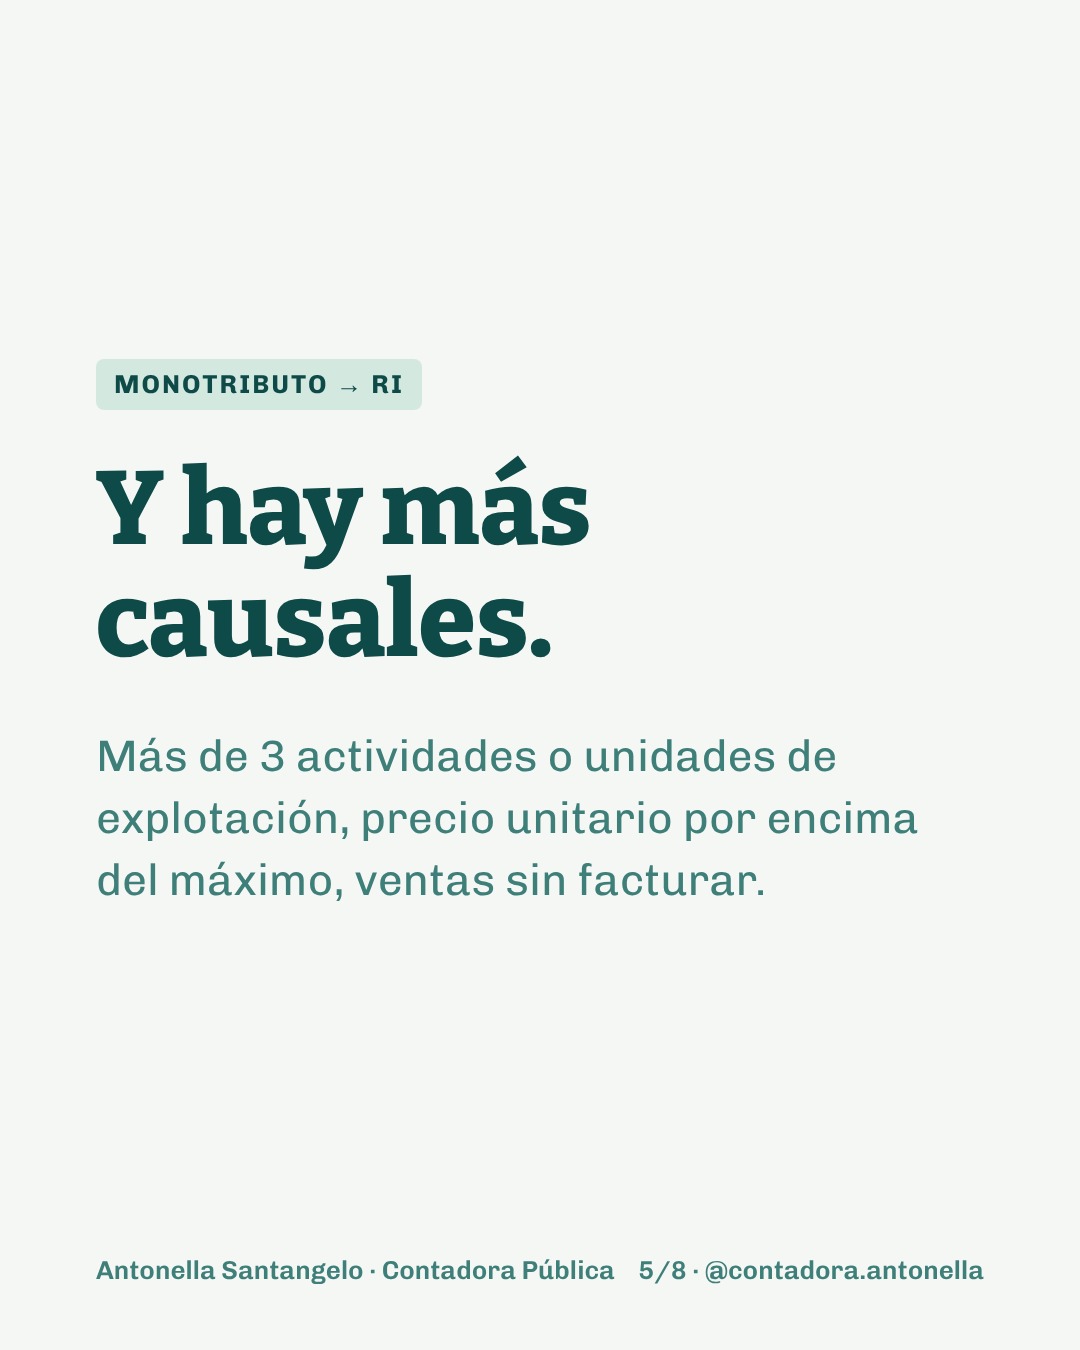 MONOTRIBUTO → RI
Y hay más
causales.
Más de 3 actividades o unidades de
explotación, precio unitario por encima
del máximo, ventas sin facturar.
Antonella Santangelo · Contadora Pública 5/8 · @contadora.antonella